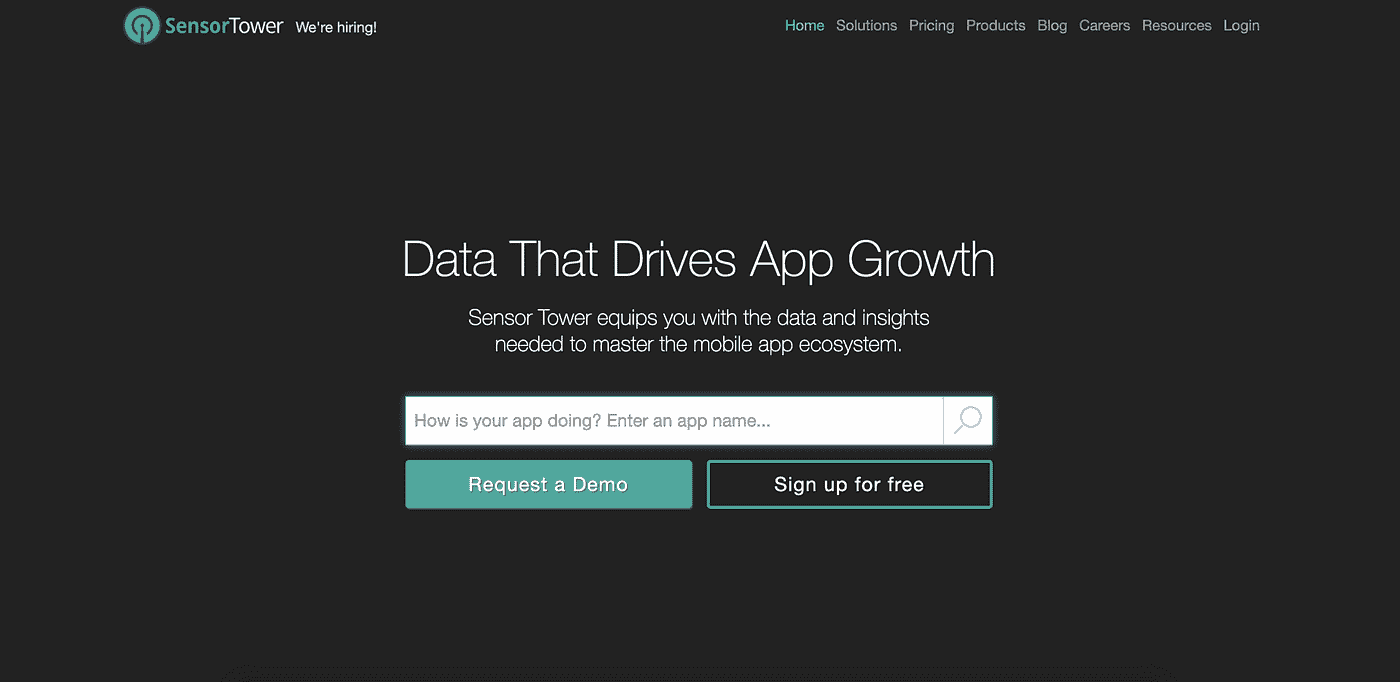 SensorTower We're hiring! Home Solutions Pricing Products Blog Careers Resources Login
Data That Drives App Growth
Sensor Tower equips you with the data and insights
needed to master the mobile app ecosystem.
How is your app doing? Enter an app name...
Request a Demo Sign up for free